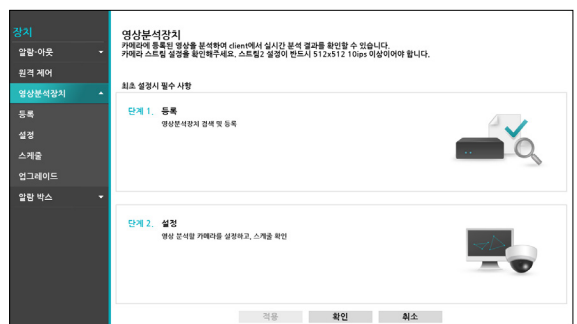 장치
알람-아웃
원격 제어
영상분석장치
등록
설정
스케줄
업그레이드
알람 박스
영상분석장치
카메라에 등록된 영상을 분석하여 client에서 실시간 분석 결과를 확인할 수 있습니다.
카메라 스트림 설정을 확인해주세요. 스트림2 설정이 반드시 512x512 10ips 이상이어야 합니다.
최초 설정시 필수 사항
단계 1. 등록
영상분석장치 검색 및 등록
단계 2. 설정
영상 분석할 카메라를 설정하고, 스케줄 확인
적용 확인 취소